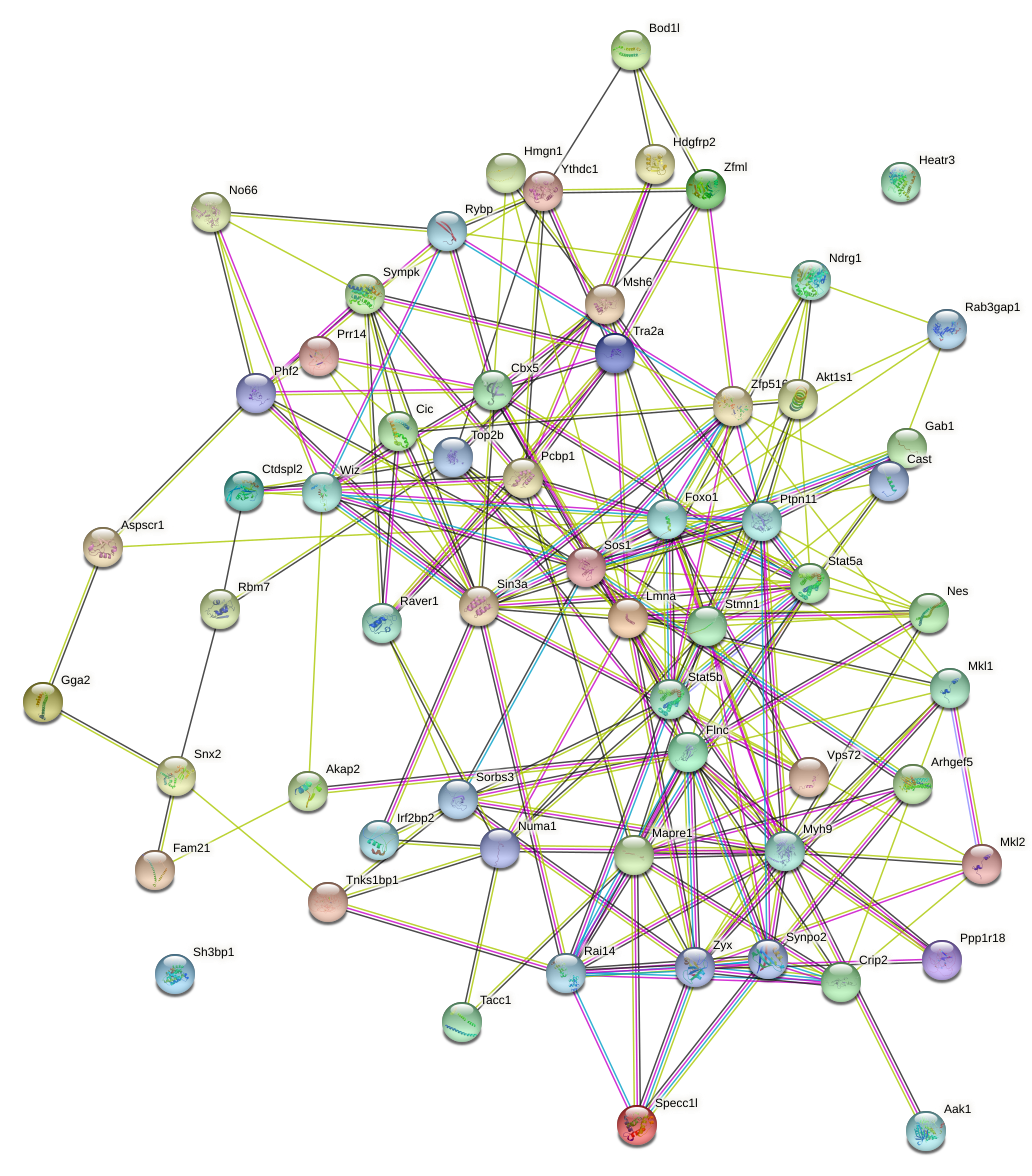 Bod1l
Hdgfrp2
Hmgn1
Ythdc1
Zfml
Heatr3
No66
Rybp
Ndrg1
Sympk
Msh6
Rab3gap1
Tra2a
Prr14
Phf2
Cbx5
Zfp516
Akt1s1
Cic
Gab1
Top2b
Pcbp1
Cast
Ctdspl2
Wiz
Foxo1
Ptpn11
Aspscr1
Sos1
Stat5a
Rbm7
Sin3a
Lmna
Stmn1
Nes
Raver1
Gga2
Stat5b
Mkl1
Flnc
Snx2
Akap2
Sorbs3
Vps72
Arhgef5
Irf2bp2
Numa1
Mapre1
Myh9
Mkl2
Fam21
Tnks1bp1
Sh3bp1
Rai14
Zyx
Synpo2
Crip2
Ppp1r18
Tacc1
Specc1l
Aak1